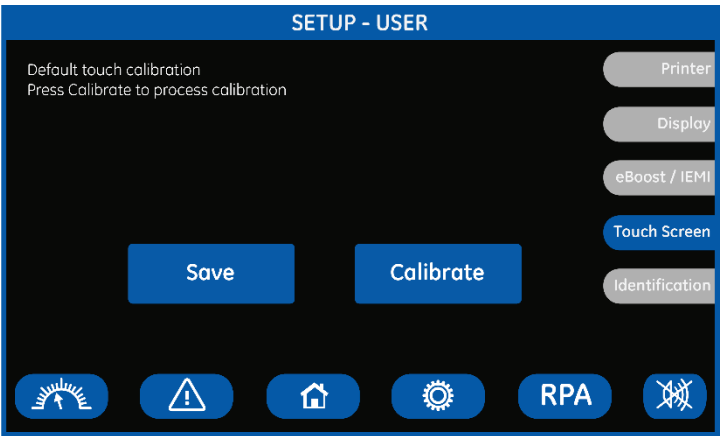 SETUP - USER
Default touch calibration
Press Calibrate to process calibration
Printer
Display
eBoost / IEMI
Touch Screen
Identification
Save
Calibrate
RPA